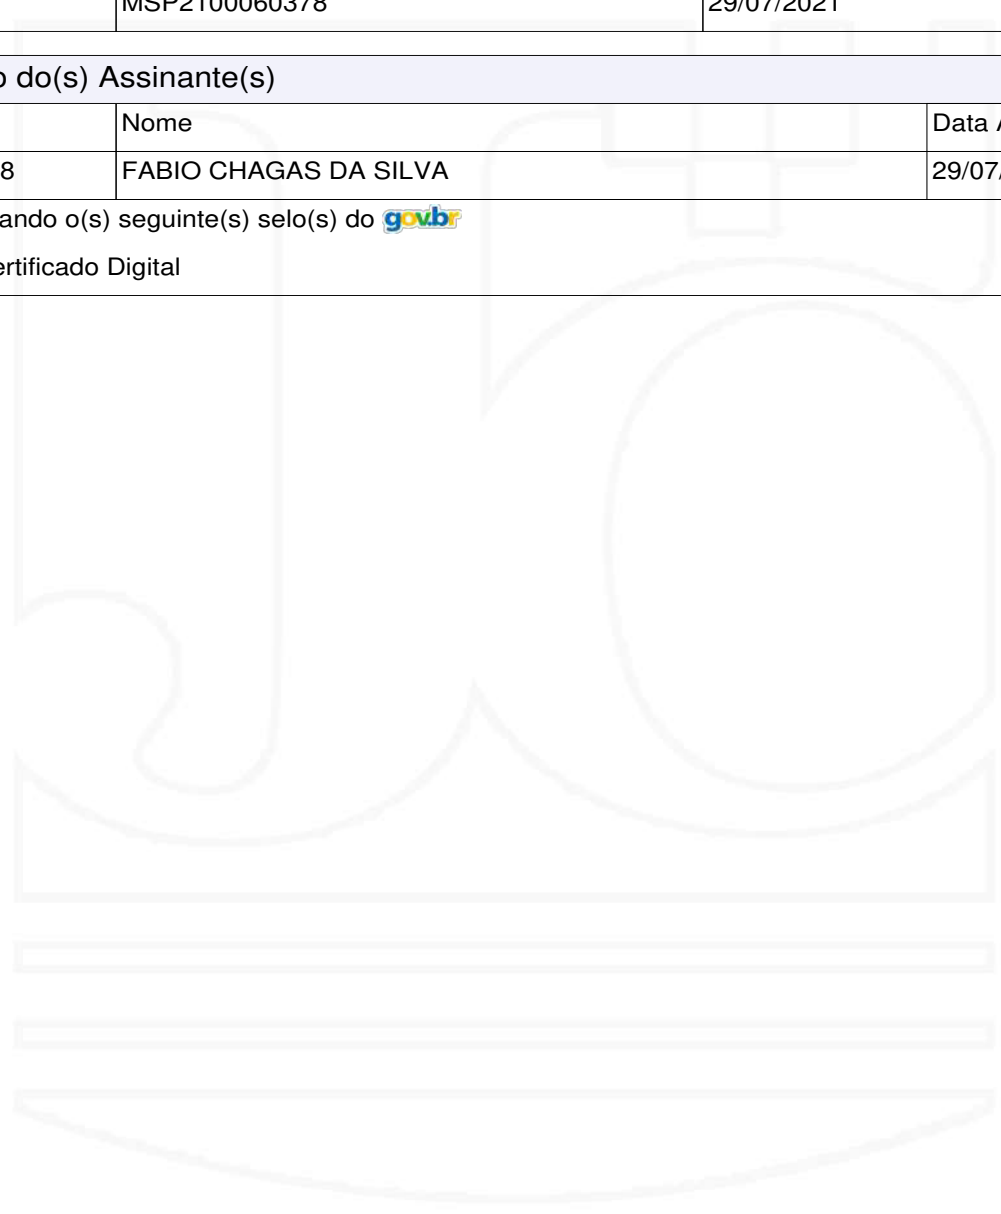 MSP2100060378 29/07/2021
o do(s) Assinante(s)
Nome Data
8 FABIO CHAGAS DA SILVA 29/07/
ando o(s) seguinte(s) selo(s) do gov.br
ertificado Digital